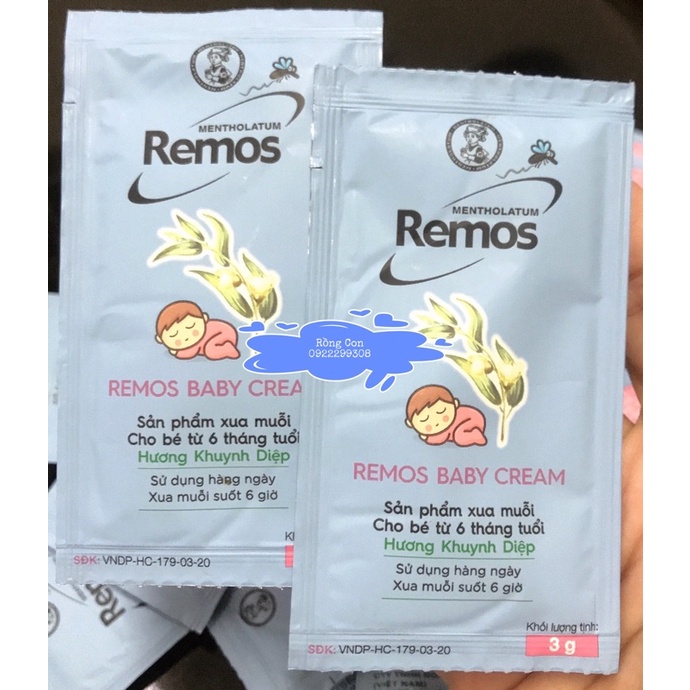 MENTHOLATUM
Remos
REMOS BABY CREA
Sản phẩm xua muỗi
Cho bé từ 6 tháng tuổi
Hương Khuynh Diệp
Sử dụng hàng ngày
Xua muỗi suốt 6 giờ
SĐK: VNDP-HC-179-03-20
Rồng Con
0922299308
MENTHOLATUM
Remos
REMOS BABY CREAM
Sản phẩm xua muỗi
Cho bé từ 6 tháng tuổi
Hương Khuynh Diệp
Sử dụng hàng ngày
Xua muỗi suốt 6 giờ
Khối lượng tịnh:
3 g
SĐK: VNDP-HC-179-03-20